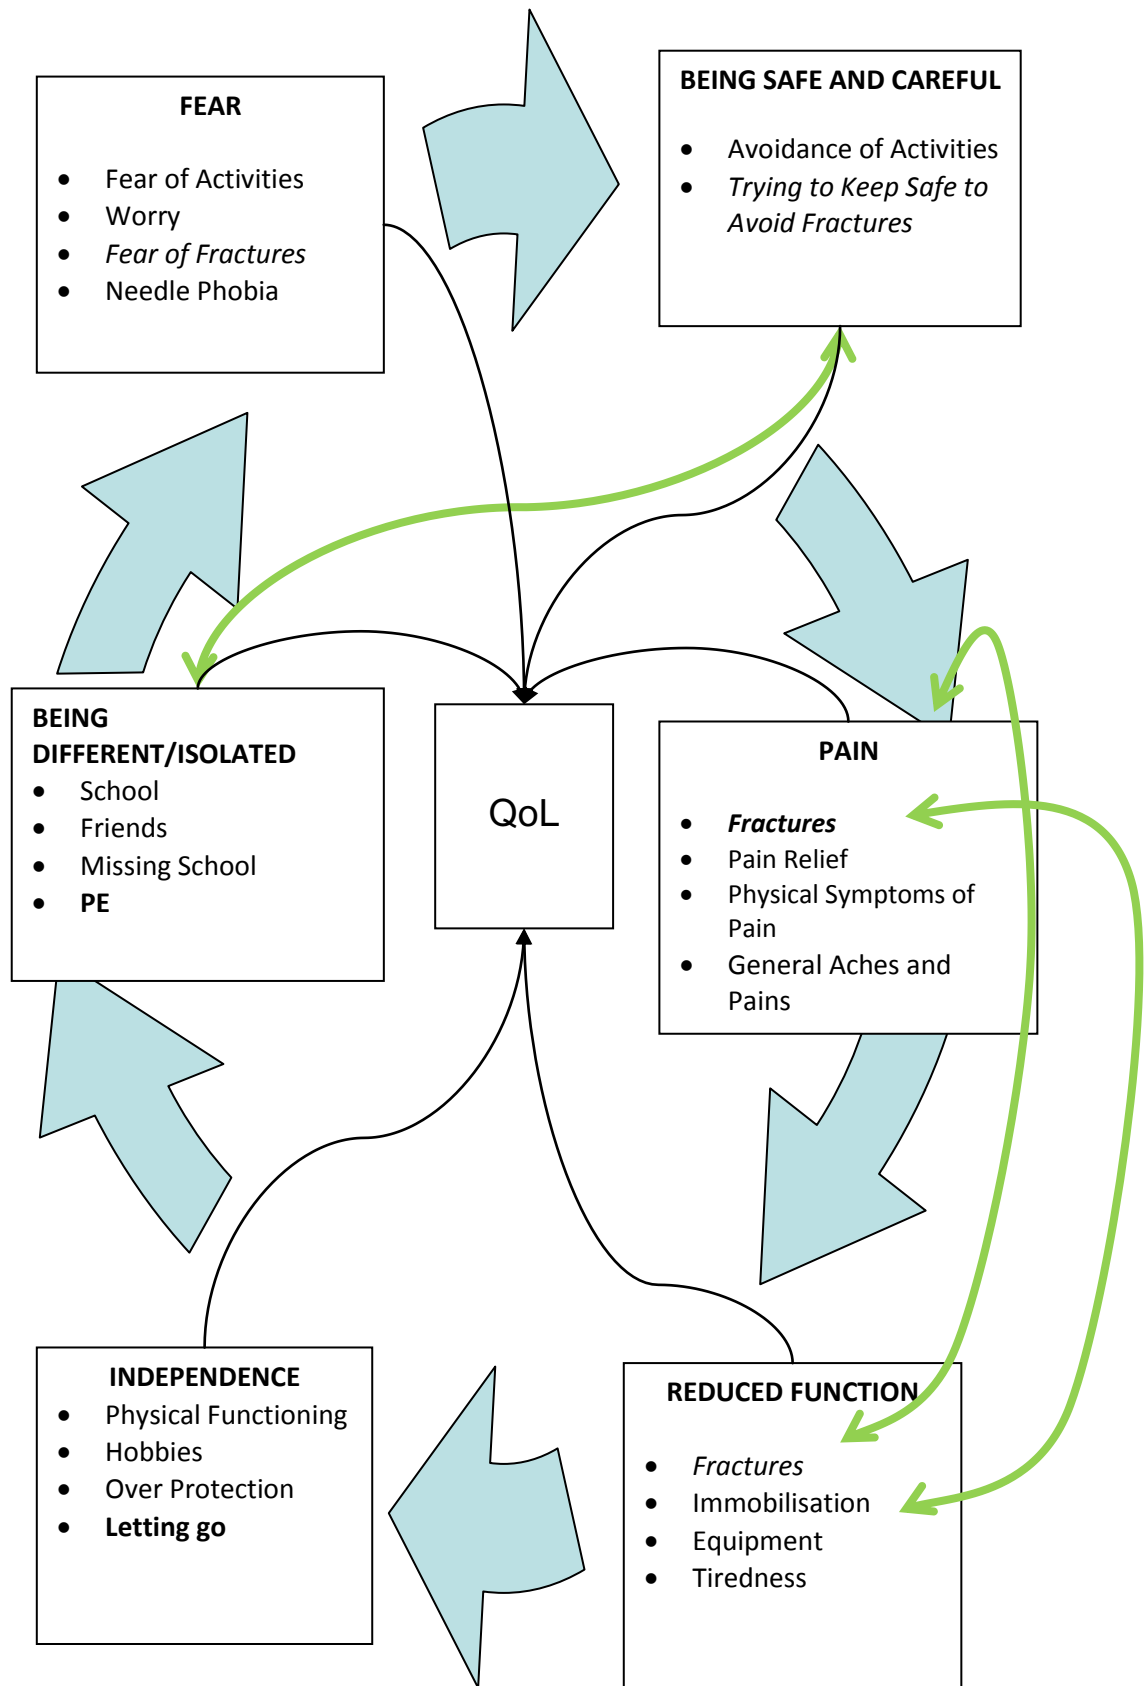 FEAR
• Fear of Activities
• Worry
• Fear of Fractures
• Needle Phobia
BEING SAFE AND CAREFUL
• Avoidance of Activities
• Trying to Keep Safe to
Avoid Fractures
BEING
DIFFERENT/ISOLATED
• School
• Friends
• Missing School
• PE
QoL
PAIN
• Fractures
• Pain Relief
• Physical Symptoms of
Pain
• General Aches and
Pains
INDEPENDENCE
• Physical Functioning
• Hobbies
• Over Protection
• Letting go
REDUCED FUNCTION
• Fractures
• Immobilisation
• Equipment
• Tiredness